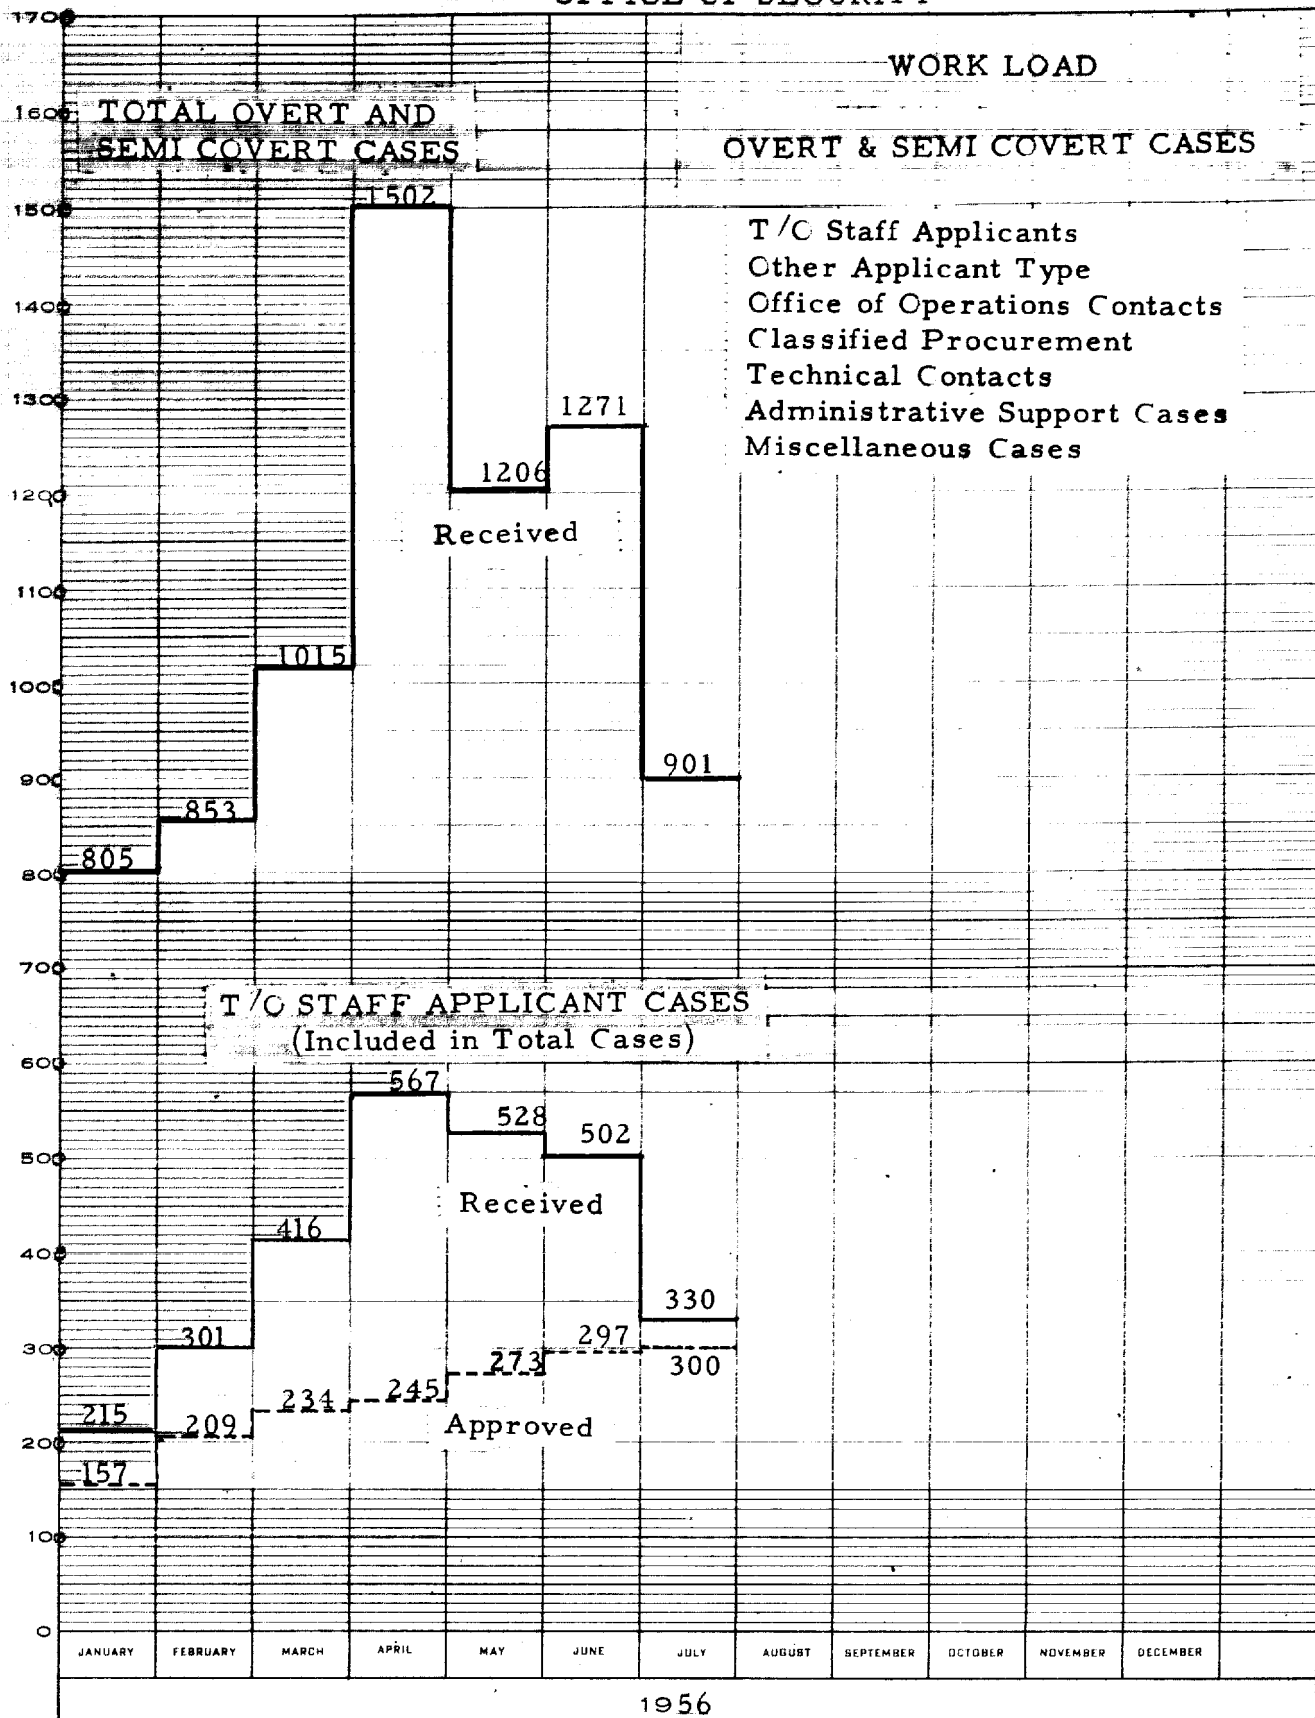 OFFICE OF SECURITY
WORK LOAD
OVERT & SEMI COVERT CASES
T/O Staff Applicants
Other Applicant Type
Office of Operations Contacts
Classified Procurement
Technical Contacts
Administrative Support Cases
Miscellaneous Cases
TOTAL OVERT AND
SEMI COVERT CASES
1700
1600
1500
1400
1300
1200
1100
1000
900
800
700
600
500
400
300
200
100
0
805
853
1015
1502
1206
1271
901
Received
T/O STAFF APPLICANT CASES
(Included in Total Cases)
215
301
416
567
528
502
330
Received
157
209
234
245
273
297
300
Approved
JANUARY FEBRUARY MARCH APRIL MAY JUNE JULY AUGUST SEPTEMBER OCTOBER NOVEMBER DECEMBER
1956